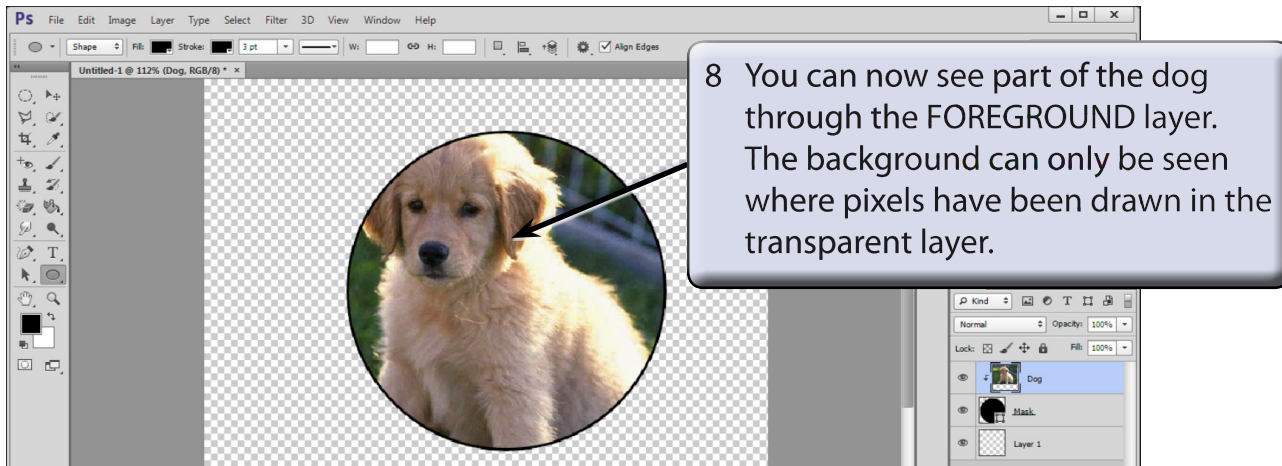 Ps File Edit Image Layer Type Select Filter 3D View Window Help
Shape Fill: Stroke: 3 pt W: H: Align Edges
Untitled-1 @ 112% (Dog, RGB/8) * ×
8 You can now see part of the dog
through the FOREGROUND layer.
The background can only be seen
where pixels have been drawn in the
transparent layer.
Kind
Normal Opacity: 100%
Lock: Fill: 100%
Dog
Mask
Layer 1